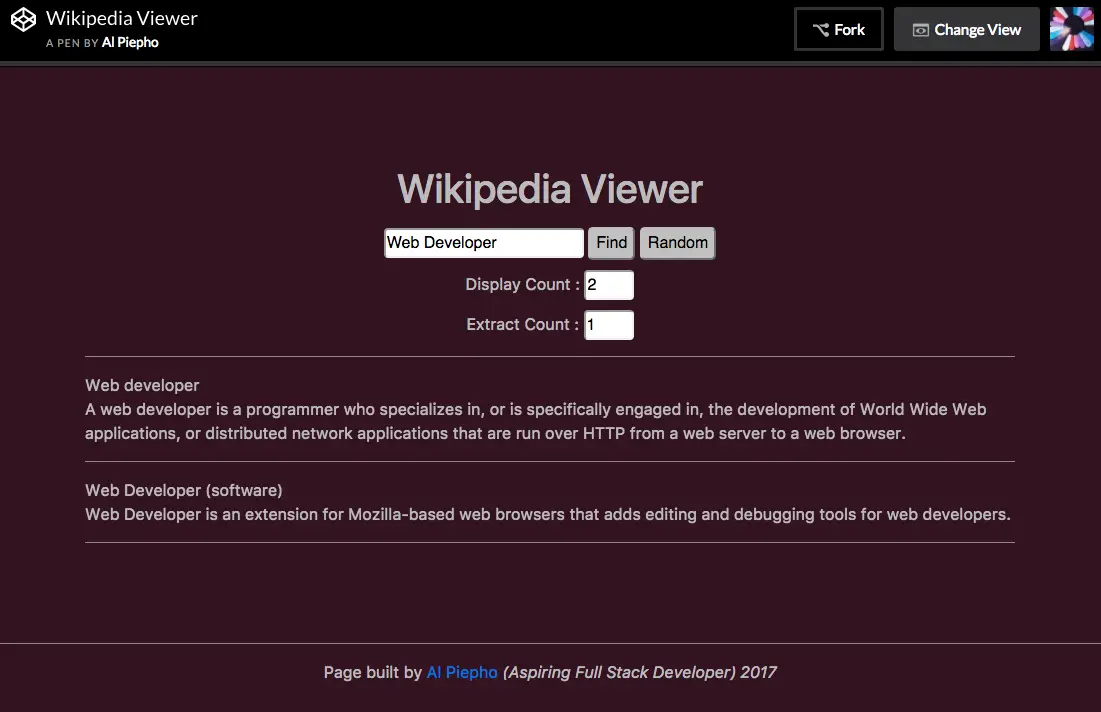 Wikipedia Viewer
A PEN BY Al Piepho
Fork
Change View
Wikipedia Viewer
Web Developer Find Random
Display Count : 2
Extract Count : 1
Web developer
A web developer is a programmer who specializes in, or is specifically engaged in, the development of World Wide Web
applications, or distributed network applications that are run over HTTP from a web server to a web browser.
Web Developer (software)
Web Developer is an extension for Mozilla-based web browsers that adds editing and debugging tools for web developers.
Page built by Al Piepho (Aspiring Full Stack Developer) 2017